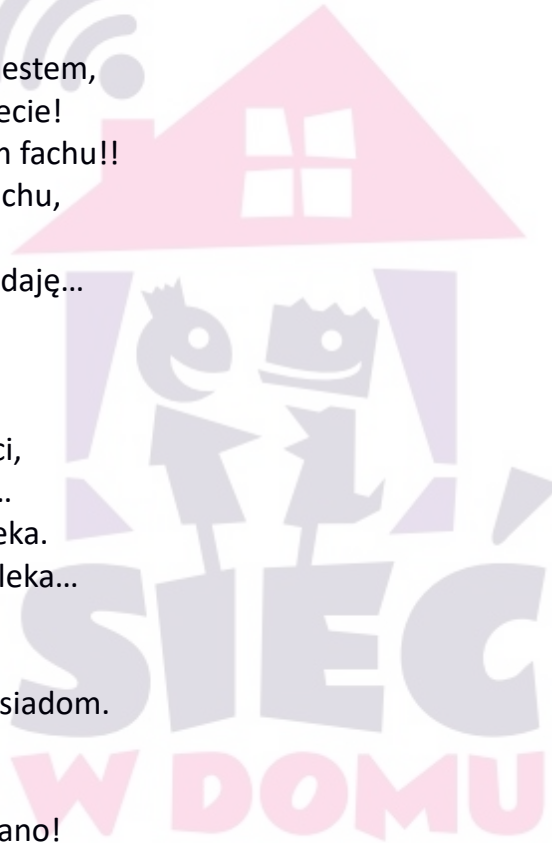 estem,
ecie!
n fachu!!
chu,
daję...
ci,
..
eka.
leka...
siadom.
ano!
SIEĆ
W DOMU